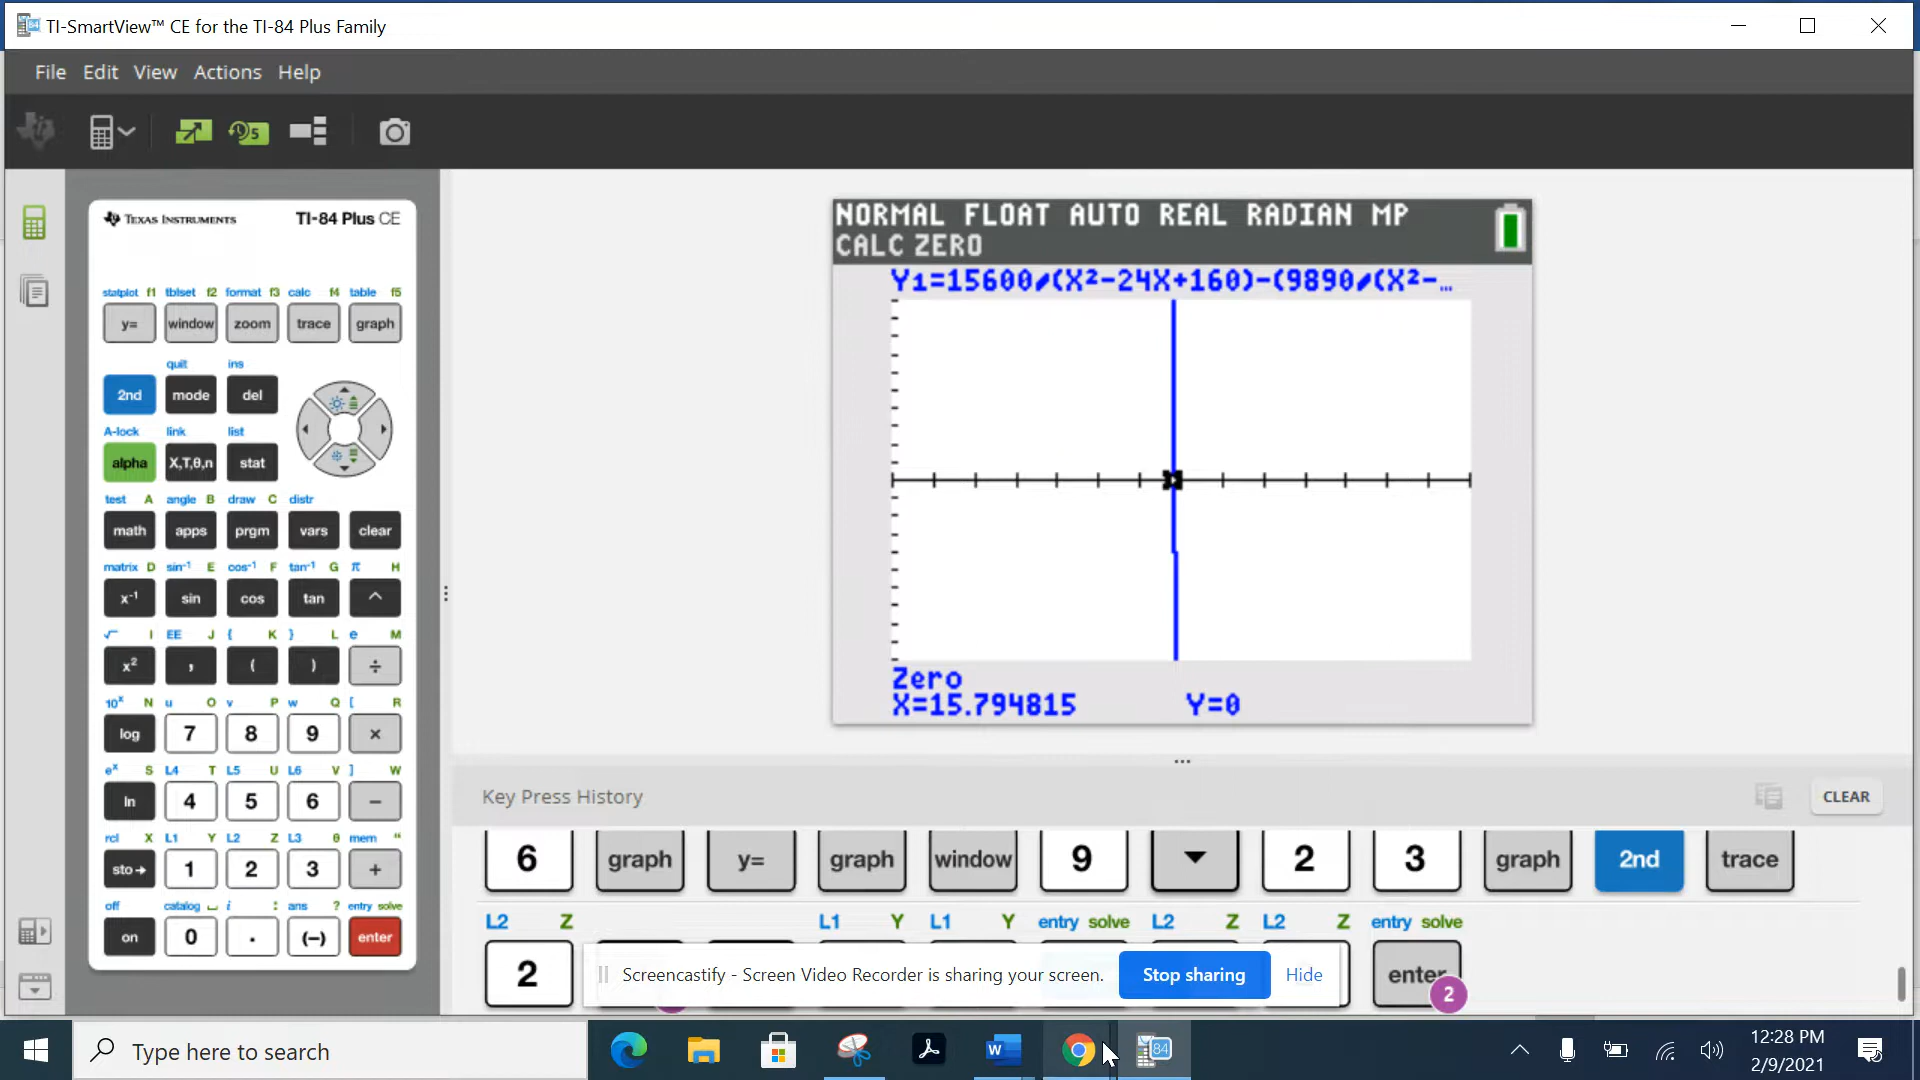 TI-SmartView™ CE for the TI-84 Plus Family
File Edit View Actions Help
5
TEXAS INSTRUMENTS TI-84 Plus CE
statplot f1 tblset f2 format f3 calc f4 table f5
y= window zoom trace graph
quit ins
2nd mode del
A-lock link list
alpha X,T,θ,n stat
test A angle B draw C distr
math apps prgm vars clear
matrix D sin⁻¹ E cos⁻¹ F tan⁻¹ G π H
x⁻¹ sin cos tan ^
√ I EE J { K } L e M
x² , ( ) ÷
10ˣ N u O v P w Q [ R
log 7 8 9 ×
eˣ S L4 T L5 U L6 V ] W
ln 4 5 6 −
rcl X L1 Y L2 Z L3 θ mem "
sto→ 1 2 3 +
off catalog ␣ i : ans ? entry solve
on 0 . (−) enter
NORMAL FLOAT AUTO REAL RADIAN MP
CALC ZERO
Y₁=15600/(X²-24X+160)-(9890/(X²-…
Zero
X=15.794815 Y=0
Key Press History
CLEAR
6 graph y= graph window 9 2 3 graph 2nd trace
L2 Z L1 Y L1 Y entry solve L2 Z L2 Z entry solve
2 enter 2
Screencastify - Screen Video Recorder is sharing your screen. Stop sharing Hide
Type here to search
W
84
12:28 PM
2/9/2021